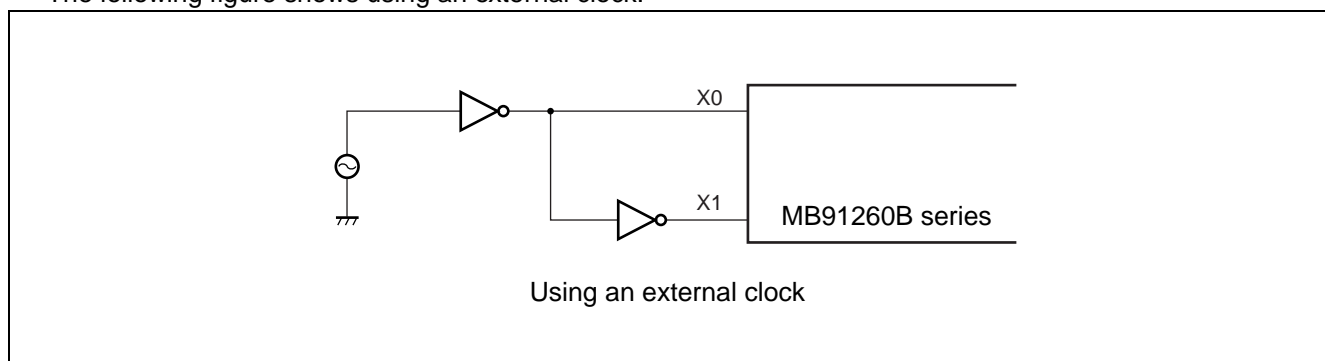 The following figure shows using an external clock.
X0
X1
MB91260B series
Using an external clock